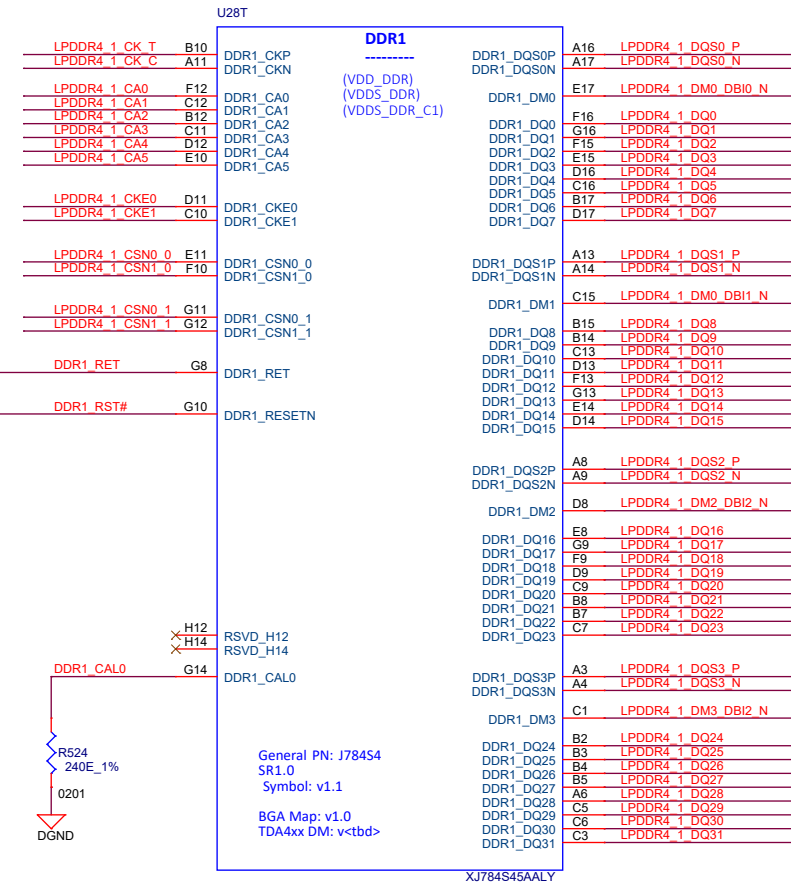 U28T
DDR1
---------
(VDD_DDR)
(VDDS_DDR)
(VDDS_DDR_C1)
LPDDR4_1_CK_T B10 DDR1_CKP
LPDDR4_1_CK_C A11 DDR1_CKN
LPDDR4_1_CA0 F12 DDR1_CA0
LPDDR4_1_CA1 C12 DDR1_CA1
LPDDR4_1_CA2 B12 DDR1_CA2
LPDDR4_1_CA3 C11 DDR1_CA3
LPDDR4_1_CA4 D12 DDR1_CA4
LPDDR4_1_CA5 E10 DDR1_CA5
LPDDR4_1_CKE0 D11 DDR1_CKE0
LPDDR4_1_CKE1 C10 DDR1_CKE1
LPDDR4_1_CSN0_0 E11 DDR1_CSN0_0
LPDDR4_1_CSN1_0 F10 DDR1_CSN1_0
LPDDR4_1_CSN0_1 G11 DDR1_CSN0_1
LPDDR4_1_CSN1_1 G12 DDR1_CSN1_1
DDR1_RET G8 DDR1_RET
DDR1_RST# G10 DDR1_RESETN
H12 RSVD_H12
H14 RSVD_H14
DDR1_CAL0 G14 DDR1_CAL0
R524
240E_1%
0201
DGND
General PN: J784S4
SR1.0
Symbol: v1.1
BGA Map: v1.0
TDA4xx DM: v<tbd>
DDR1_DQS0P A16 LPDDR4_1_DQS0_P
DDR1_DQS0N A17 LPDDR4_1_DQS0_N
DDR1_DM0 E17 LPDDR4_1_DM0_DBI0_N
DDR1_DQ0 F16 LPDDR4_1_DQ0
DDR1_DQ1 G16 LPDDR4_1_DQ1
DDR1_DQ2 F15 LPDDR4_1_DQ2
DDR1_DQ3 E15 LPDDR4_1_DQ3
DDR1_DQ4 D16 LPDDR4_1_DQ4
DDR1_DQ5 C16 LPDDR4_1_DQ5
DDR1_DQ6 B17 LPDDR4_1_DQ6
DDR1_DQ7 D17 LPDDR4_1_DQ7
DDR1_DQS1P A13 LPDDR4_1_DQS1_P
DDR1_DQS1N A14 LPDDR4_1_DQS1_N
DDR1_DM1 C15 LPDDR4_1_DM0_DBI1_N
DDR1_DQ8 B15 LPDDR4_1_DQ8
DDR1_DQ9 B14 LPDDR4_1_DQ9
DDR1_DQ10 C13 LPDDR4_1_DQ10
DDR1_DQ11 D13 LPDDR4_1_DQ11
DDR1_DQ12 F13 LPDDR4_1_DQ12
DDR1_DQ13 G13 LPDDR4_1_DQ13
DDR1_DQ14 E14 LPDDR4_1_DQ14
DDR1_DQ15 D14 LPDDR4_1_DQ15
DDR1_DQS2P A8 LPDDR4_1_DQS2_P
DDR1_DQS2N A9 LPDDR4_1_DQS2_N
DDR1_DM2 D8 LPDDR4_1_DM2_DBI2_N
DDR1_DQ16 E8 LPDDR4_1_DQ16
DDR1_DQ17 G9 LPDDR4_1_DQ17
DDR1_DQ18 F9 LPDDR4_1_DQ18
DDR1_DQ19 D9 LPDDR4_1_DQ19
DDR1_DQ20 C9 LPDDR4_1_DQ20
DDR1_DQ21 B8 LPDDR4_1_DQ21
DDR1_DQ22 B7 LPDDR4_1_DQ22
DDR1_DQ23 C7 LPDDR4_1_DQ23
DDR1_DQS3P A3 LPDDR4_1_DQS3_P
DDR1_DQS3N A4 LPDDR4_1_DQS3_N
DDR1_DM3 C1 LPDDR4_1_DM3_DBI2_N
DDR1_DQ24 B2 LPDDR4_1_DQ24
DDR1_DQ25 B3 LPDDR4_1_DQ25
DDR1_DQ26 B4 LPDDR4_1_DQ26
DDR1_DQ27 B5 LPDDR4_1_DQ27
DDR1_DQ28 A6 LPDDR4_1_DQ28
DDR1_DQ29 C5 LPDDR4_1_DQ29
DDR1_DQ30 C6 LPDDR4_1_DQ30
DDR1_DQ31 C3 LPDDR4_1_DQ31
XJ784S45AALY